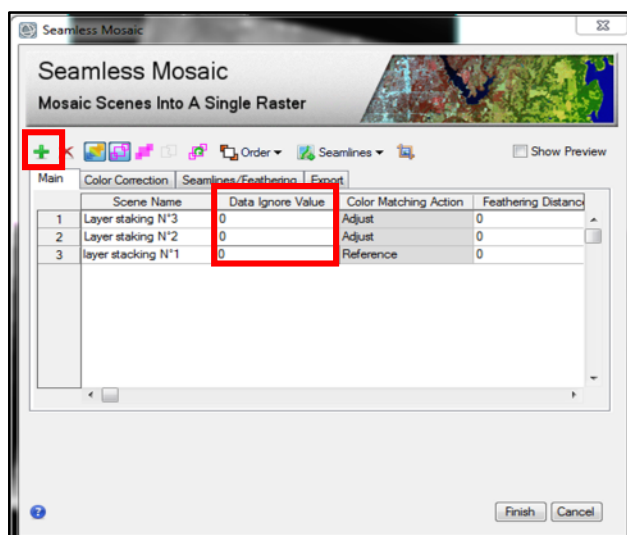 Seamless Mosaic
Seamless Mosaic
Mosaic Scenes Into A Single Raster
Order Seamlines Show Preview
Main Color Correction Seamlines/Feathering Export
Scene Name Data Ignore Value Color Matching Action Feathering Distance
1 Layer staking N°3 0 Adjust 0
2 Layer staking N°2 0 Adjust 0
3 layer stacking N°1 0 Reference 0
Finish Cancel